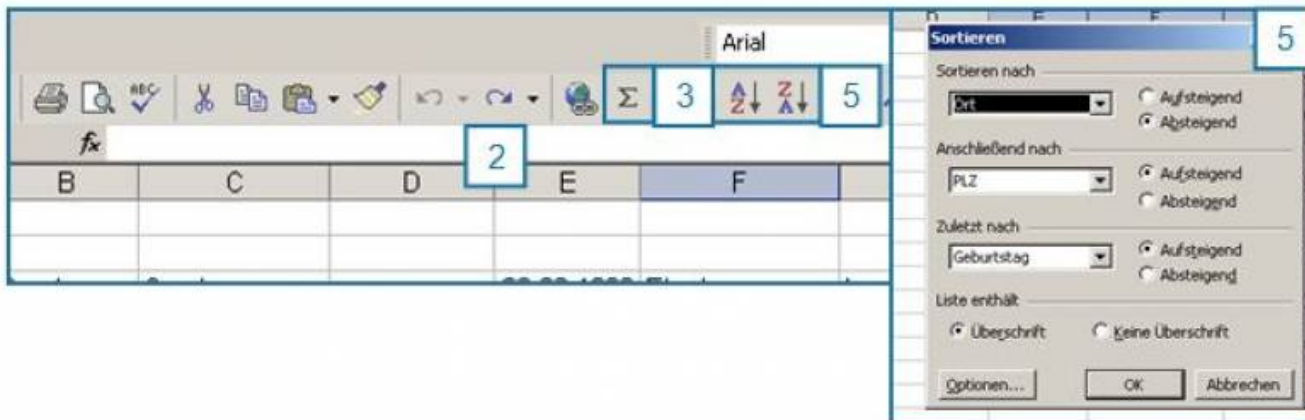 Arial
ABC
Σ 3 A Z Z A 5
fx
2
B C D E F
D E F
Sortieren 5
Sortieren nach
Ort Aufsteigend
Absteigend
Anschließend nach
PLZ Aufsteigend
Absteigend
Zuletzt nach
Geburtstag Aufsteigend
Absteigend
Liste enthält
Überschrift Keine Überschrift
Optionen... OK Abbrechen